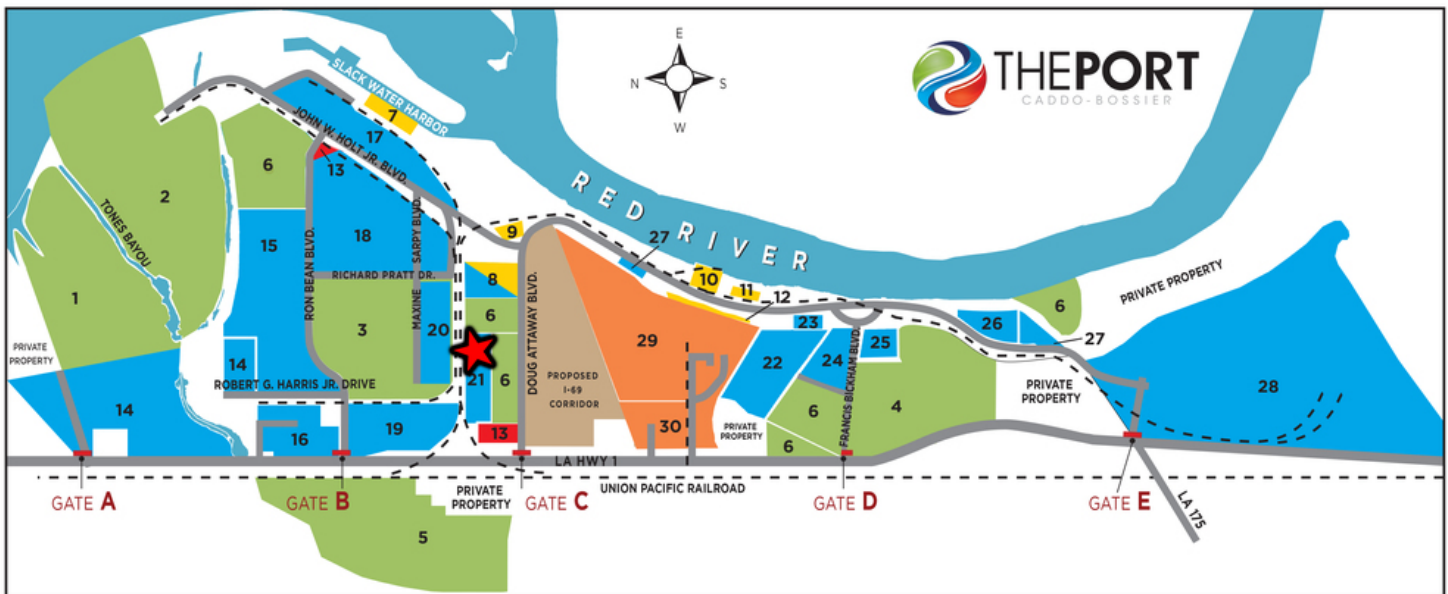 E
N
S
W
THEPORT
CADDO-BOSSIER
SLACK WATER HARBOR
7
17
JOHN W. HOLT JR. BLVD.
13
6
2
TONES BAYOU
1
PRIVATE
PROPERTY
15
RON BEAN BLVD.
18
MAXINE SARPY BLVD.
RICHARD PRATT DR.
3
20
14
ROBERT G. HARRIS JR. DRIVE
14
16
19
9
8
6
21
6
13
DOUG ATTAWAY BLVD.
PROPOSED
I-69
CORRIDOR
RED RIVER
27
10
11
12
29
30
23
22
24
25
FRANCIS BICKHAM BLVD.
6
6
4
PRIVATE
PROPERTY
26
6
27
PRIVATE PROPERTY
PRIVATE
PROPERTY
28
LA HWY 1
UNION PACIFIC RAILROAD
PRIVATE
PROPERTY
5
GATE A
GATE B
GATE C
GATE D
GATE E
LA 175